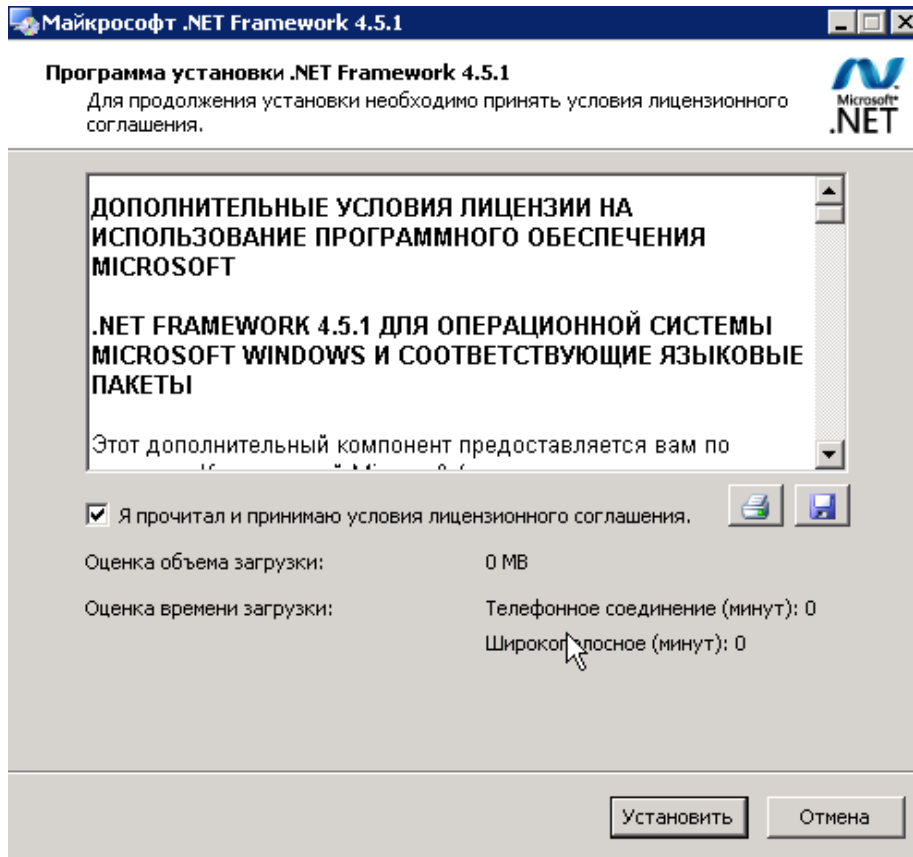 Майкрософт .NET Framework 4.5.1
Программа установки .NET Framework 4.5.1
Для продолжения установки необходимо принять условия лицензионного
соглашения.
Microsoft
.NET
ДОПОЛНИТЕЛЬНЫЕ УСЛОВИЯ ЛИЦЕНЗИИ НА
ИСПОЛЬЗОВАНИЕ ПРОГРАММНОГО ОБЕСПЕЧЕНИЯ
MICROSOFT
.NET FRAMEWORK 4.5.1 ДЛЯ ОПЕРАЦИОННОЙ СИСТЕМЫ
MICROSOFT WINDOWS И СООТВЕТСТВУЮЩИЕ ЯЗЫКОВЫЕ
ПАКЕТЫ
Этот дополнительный компонент предоставляется вам по
Я прочитал и принимаю условия лицензионного соглашения.
Оценка объема загрузки: 0 MB
Оценка времени загрузки: Телефонное соединение (минут): 0
Широкополосное (минут): 0
Установить Отмена